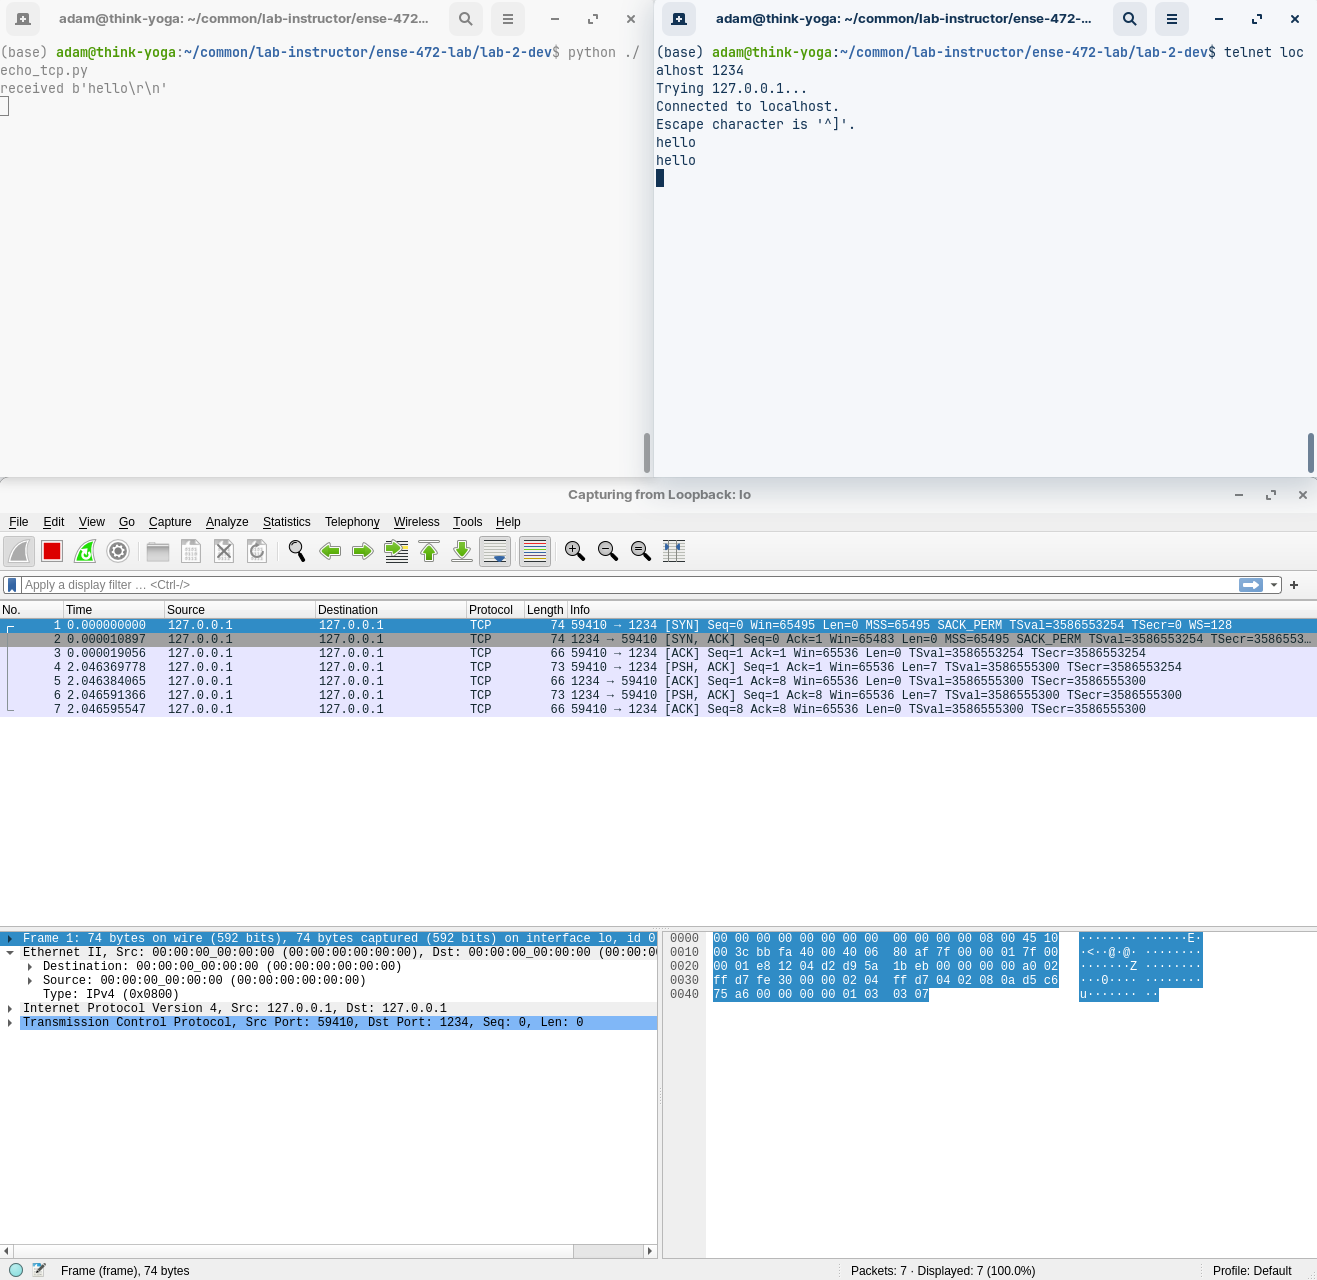 adam@think-yoga: ~/common/lab-instructor/ense-472...
(base) adam@think-yoga:~/common/lab-instructor/ense-472-lab/lab-2-dev$ python ./
echo_tcp.py
received b'hello\r\n'
adam@think-yoga: ~/common/lab-instructor/ense-472-...
(base) adam@think-yoga:~/common/lab-instructor/ense-472-lab/lab-2-dev$ telnet loc
alhost 1234
Trying 127.0.0.1...
Connected to localhost.
Escape character is '^]'.
hello
hello
Capturing from Loopback: lo
File Edit View Go Capture Analyze Statistics Telephony Wireless Tools Help
Apply a display filter … <Ctrl-/>
No. Time Source Destination Protocol Length Info
1 0.000000000 127.0.0.1 127.0.0.1 TCP 74 59410 → 1234 [SYN] Seq=0 Win=65495 Len=0 MSS=65495 SACK_PERM TSval=3586553254 TSecr=0 WS=128
2 0.000010897 127.0.0.1 127.0.0.1 TCP 74 1234 → 59410 [SYN, ACK] Seq=0 Ack=1 Win=65483 Len=0 MSS=65495 SACK_PERM TSval=3586553254 TSecr=3586553…
3 0.000019056 127.0.0.1 127.0.0.1 TCP 66 59410 → 1234 [ACK] Seq=1 Ack=1 Win=65536 Len=0 TSval=3586553254 TSecr=3586553254
4 2.046369778 127.0.0.1 127.0.0.1 TCP 73 59410 → 1234 [PSH, ACK] Seq=1 Ack=1 Win=65536 Len=7 TSval=3586555300 TSecr=3586553254
5 2.046384065 127.0.0.1 127.0.0.1 TCP 66 1234 → 59410 [ACK] Seq=1 Ack=8 Win=65536 Len=0 TSval=3586555300 TSecr=3586555300
6 2.046591366 127.0.0.1 127.0.0.1 TCP 73 1234 → 59410 [PSH, ACK] Seq=1 Ack=8 Win=65536 Len=7 TSval=3586555300 TSecr=3586555300
7 2.046595547 127.0.0.1 127.0.0.1 TCP 66 59410 → 1234 [ACK] Seq=8 Ack=8 Win=65536 Len=0 TSval=3586555300 TSecr=3586555300
Frame 1: 74 bytes on wire (592 bits), 74 bytes captured (592 bits) on interface lo, id 0
Ethernet II, Src: 00:00:00_00:00:00 (00:00:00:00:00:00), Dst: 00:00:00_00:00:00 (00:00:00
Destination: 00:00:00_00:00:00 (00:00:00:00:00:00)
Source: 00:00:00_00:00:00 (00:00:00:00:00:00)
Type: IPv4 (0x0800)
Internet Protocol Version 4, Src: 127.0.0.1, Dst: 127.0.0.1
Transmission Control Protocol, Src Port: 59410, Dst Port: 1234, Seq: 0, Len: 0
0000 00 00 00 00 00 00 00 00 00 00 00 00 08 00 45 10 ········ ······E·
0010 00 3c bb fa 40 00 40 06 80 af 7f 00 00 01 7f 00 ·<··@·@· ········
0020 00 01 e8 12 04 d2 d9 5a 1b eb 00 00 00 00 a0 02 ·······Z ········
0030 ff d7 fe 30 00 00 02 04 ff d7 04 02 08 0a d5 c6 ···0···· ········
0040 75 a6 00 00 00 00 01 03 03 07 u······· ··
Frame (frame), 74 bytes
Packets: 7 · Displayed: 7 (100.0%)
Profile: Default